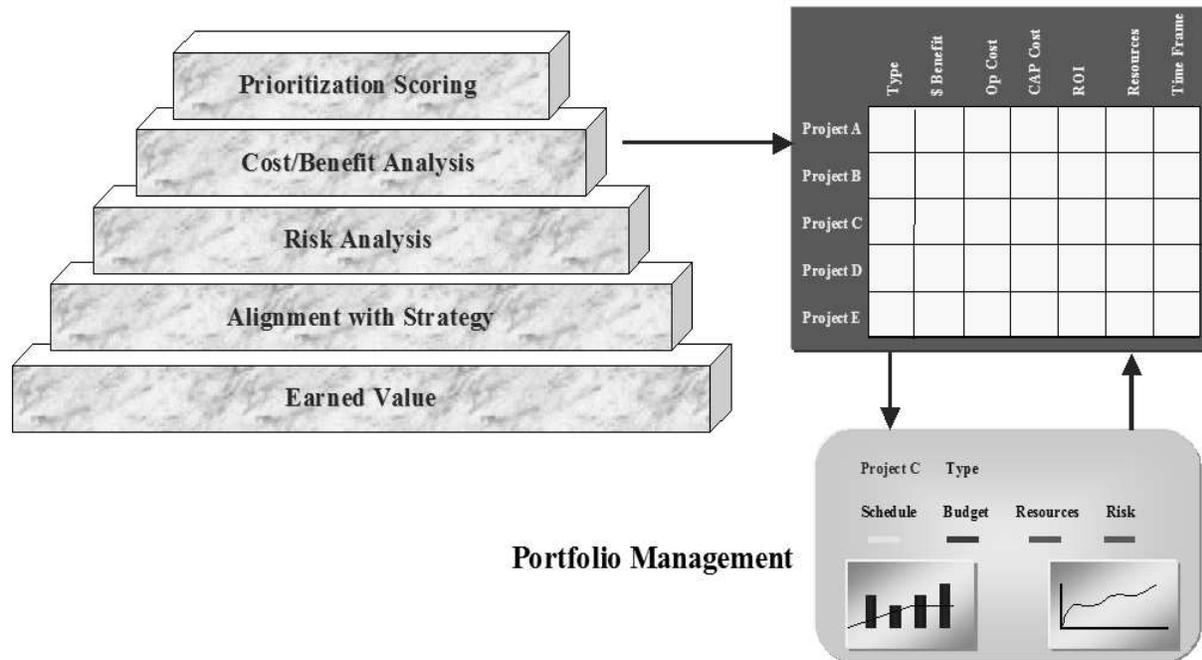 Prioritization Scoring
Cost/Benefit Analysis
Risk Analysis
Alignment with Strategy
Earned Value
Type
$ Benefit
Op Cost
CAP Cost
ROI
Resources
Time Frame
Project A
Project B
Project C
Project D
Project E
Project C Type
Schedule Budget Resources Risk
Portfolio Management